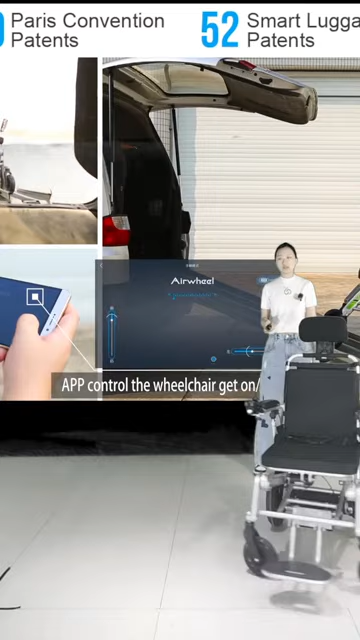 Paris Convention
Patents
52 Smart Lugga
Patents
Airwheel
APP control the wheelchair get on/